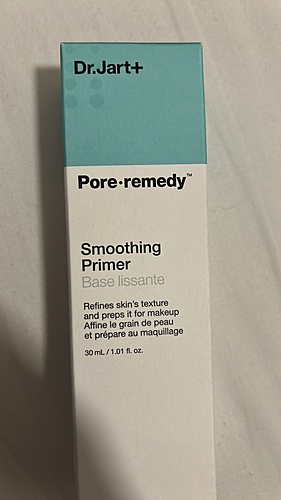 Dr.Jart+
Pore·remedy™
Smoothing
Primer
Base lissante
Refines skin's texture
and preps it for makeup
Affine le grain de peau
et prépare au maquillage
30 mL / 1.01 fl. oz.